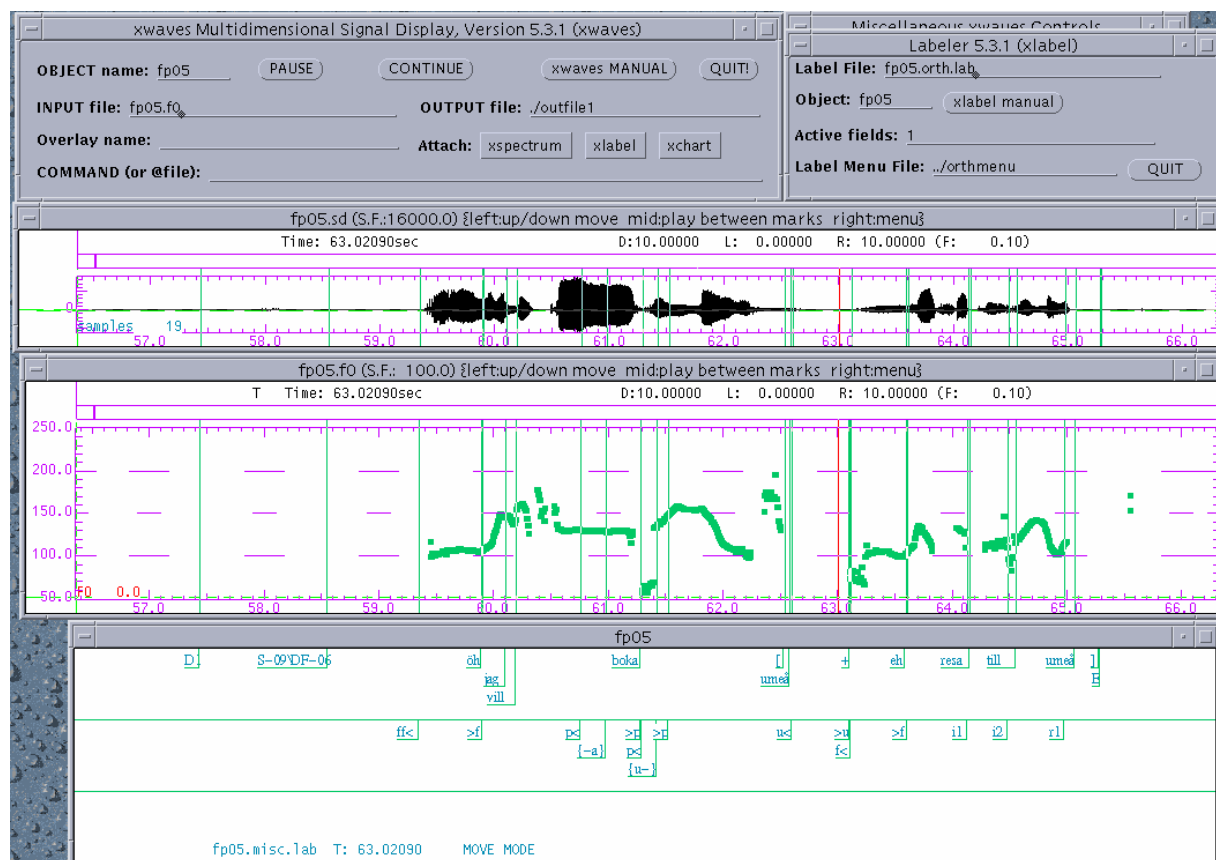 xwaves Multidimensional Signal Display, Version 5.3.1 (xwaves)
OBJECT name: fp05 PAUSE CONTINUE xwaves MANUAL QUIT!
INPUT file: fp05.f0 OUTPUT file: ./outfile1
Overlay name: Attach: xspectrum xlabel xchart
COMMAND (or @file):
Miscellaneous xwaves Controls
Labeler 5.3.1 (xlabel)
Label File: fp05.orth.lab
Object: fp05 xlabel manual
Active fields: 1
Label Menu File: ../orthmenu QUIT
fp05.sd (S.F.:16000.0) {left:up/down move mid:play between marks right:menu}
Time: 63.02090sec D:10.00000 L: 0.00000 R: 10.00000 (F: 0.10)
0
samples 19
57.0 58.0 59.0 60.0 61.0 62.0 63.0 64.0 65.0 66.0
fp05.f0 (S.F.: 100.0) {left:up/down move mid:play between marks right:menu}
T Time: 63.02090sec D:10.00000 L: 0.00000 R: 10.00000 (F: 0.10)
250.0
200.0
150.0
100.0
50.0 F0 0.0
57.0 58.0 59.0 60.0 61.0 62.0 63.0 64.0 65.0 66.0
fp05
S-09\DF-06 öh boka [ + eh resa till umeå ]
jag umeå E
vill
ff< >f p< >p >p u< >u >f i1 i2 r1
{-a} p< f<
{u-}
fp05.misc.lab T: 63.02090 MOVE MODE